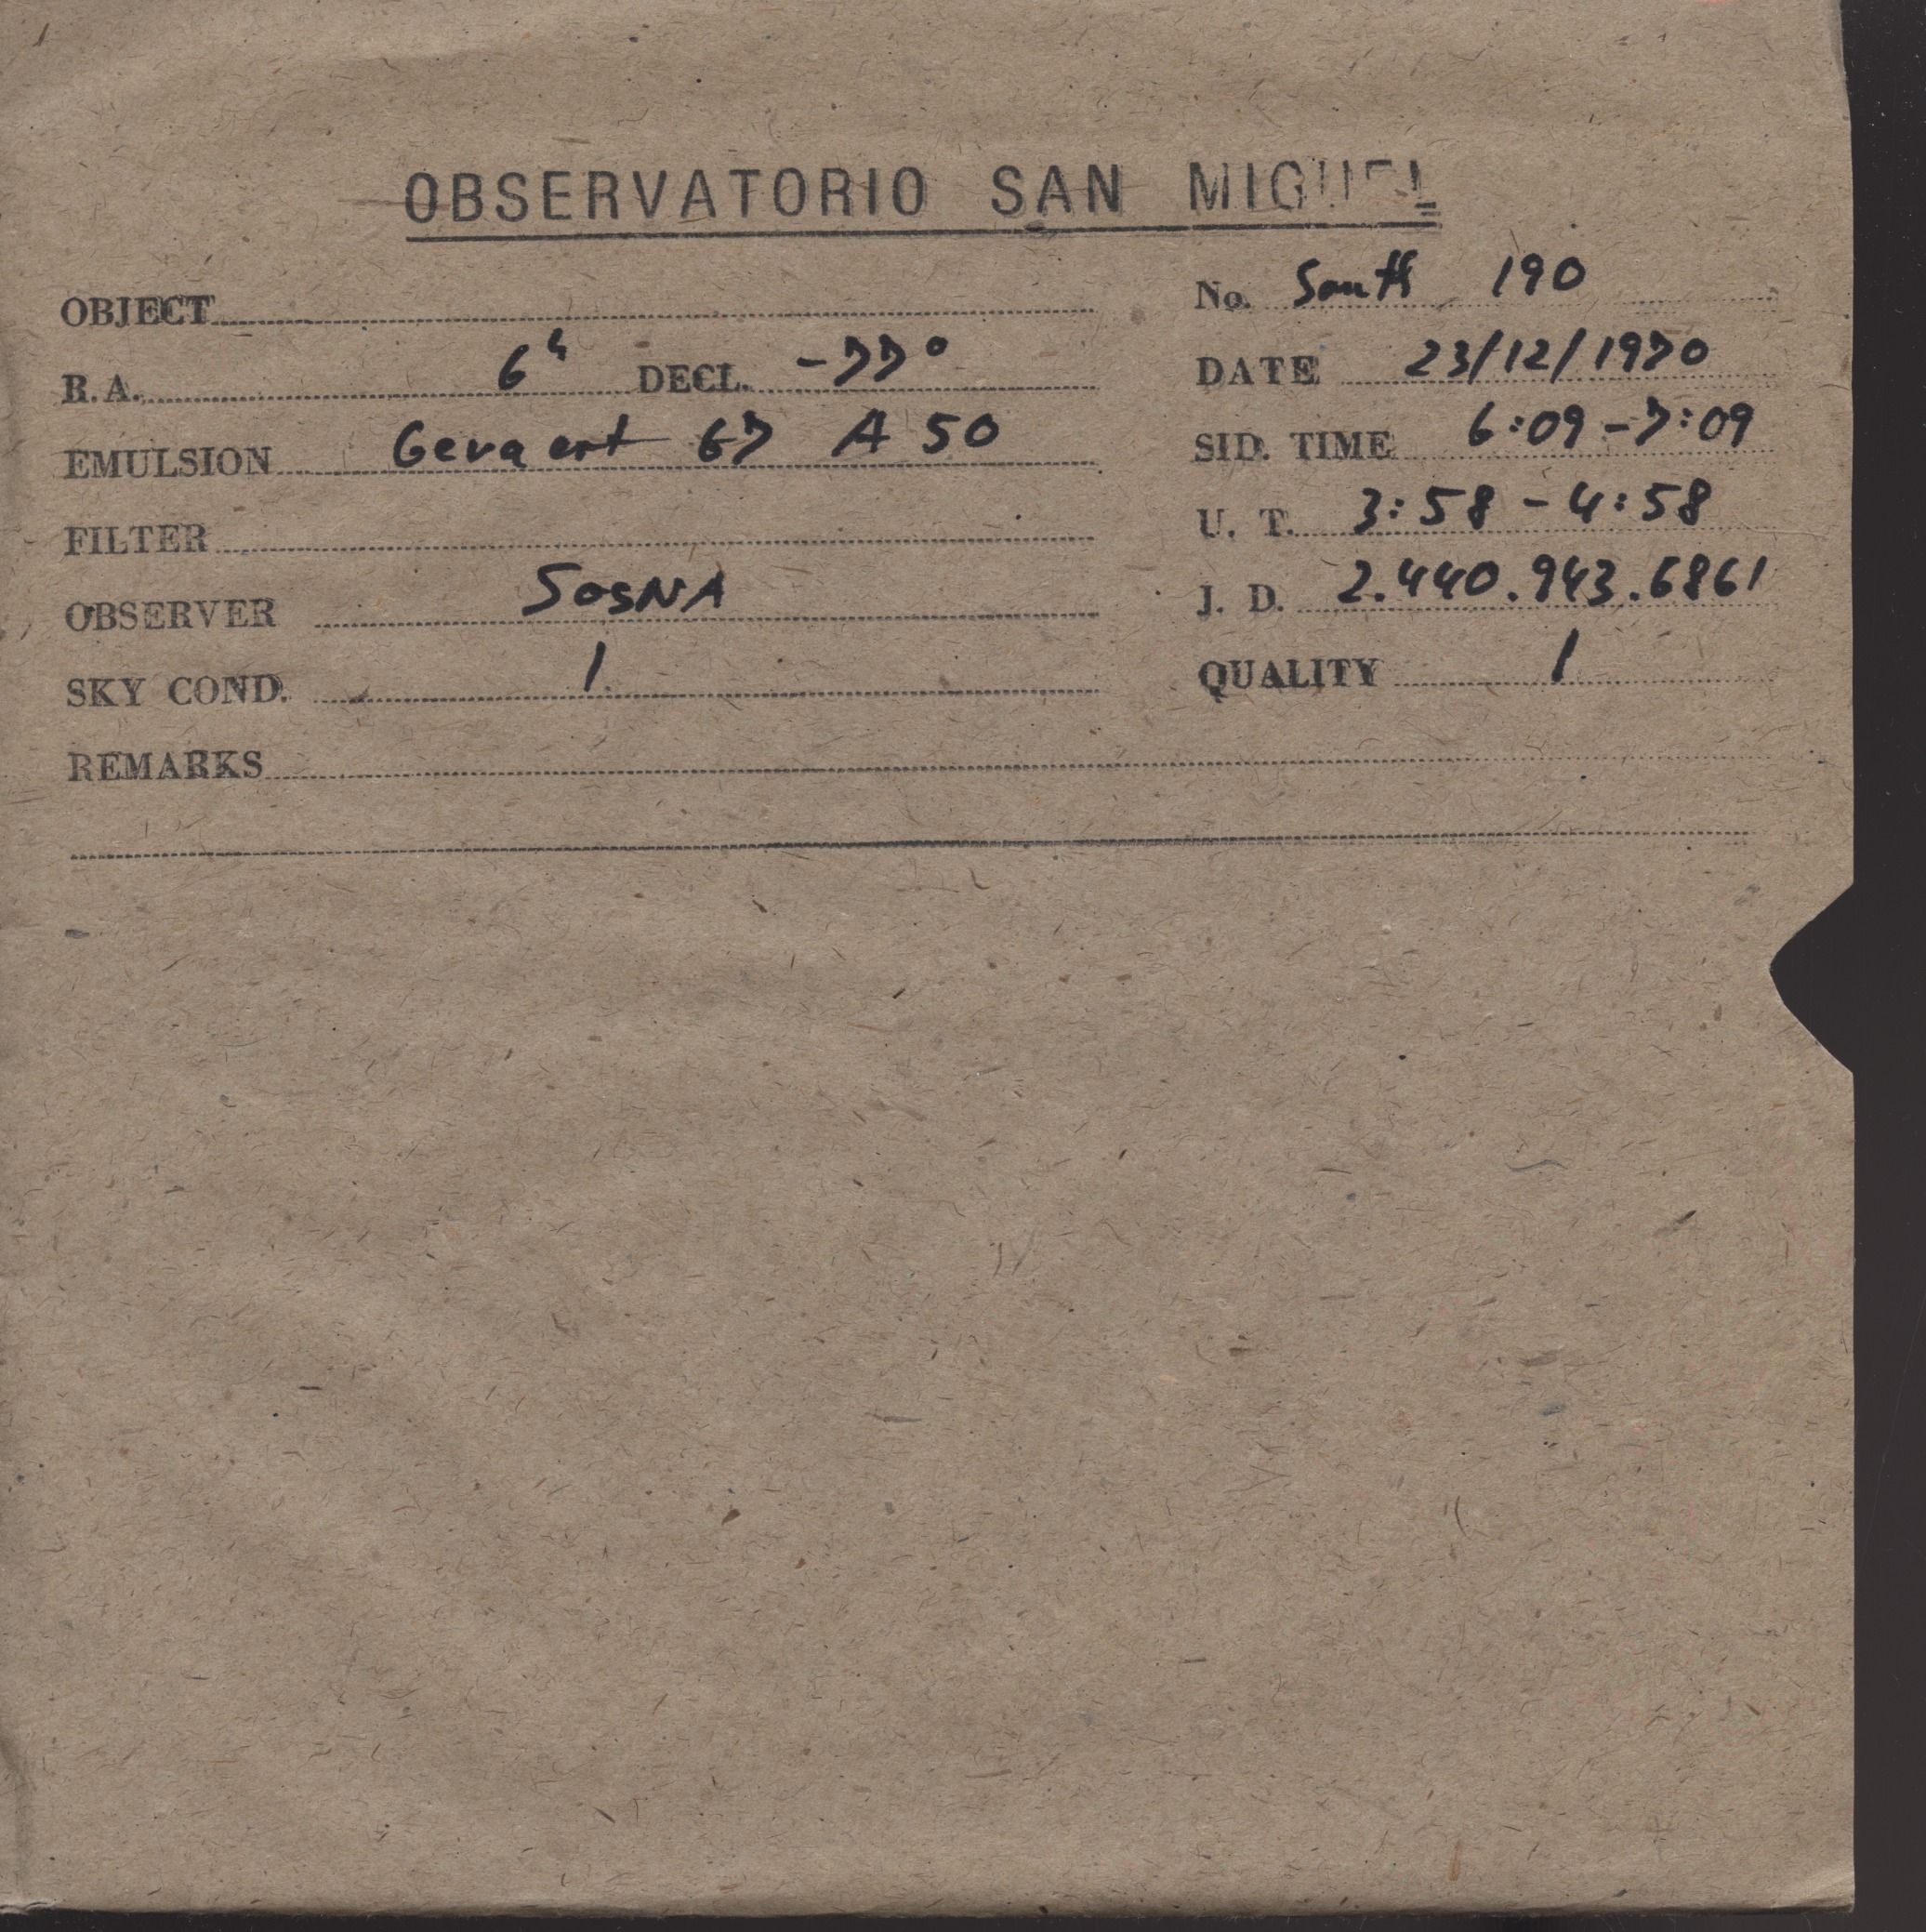 OBSERVATORIO SAN MIGUEL
OBJECT
No. South 190
R.A. 6h DECL. -77°
DATE 23/12/1970
EMULSION Gevaert 67 A 50
SID. TIME 6:09-7:09
FILTER
U. T. 3:58 - 4:58
OBSERVER SOSNA
J. D. 2.440.943.6861
SKY COND. 1
QUALITY 1
REMARKS